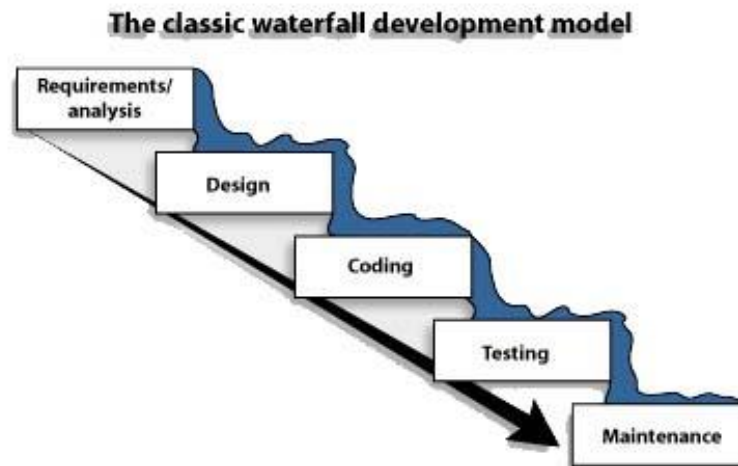 The classic waterfall development model
Requirements/
analysis
Design
Coding
Testing
Maintenance